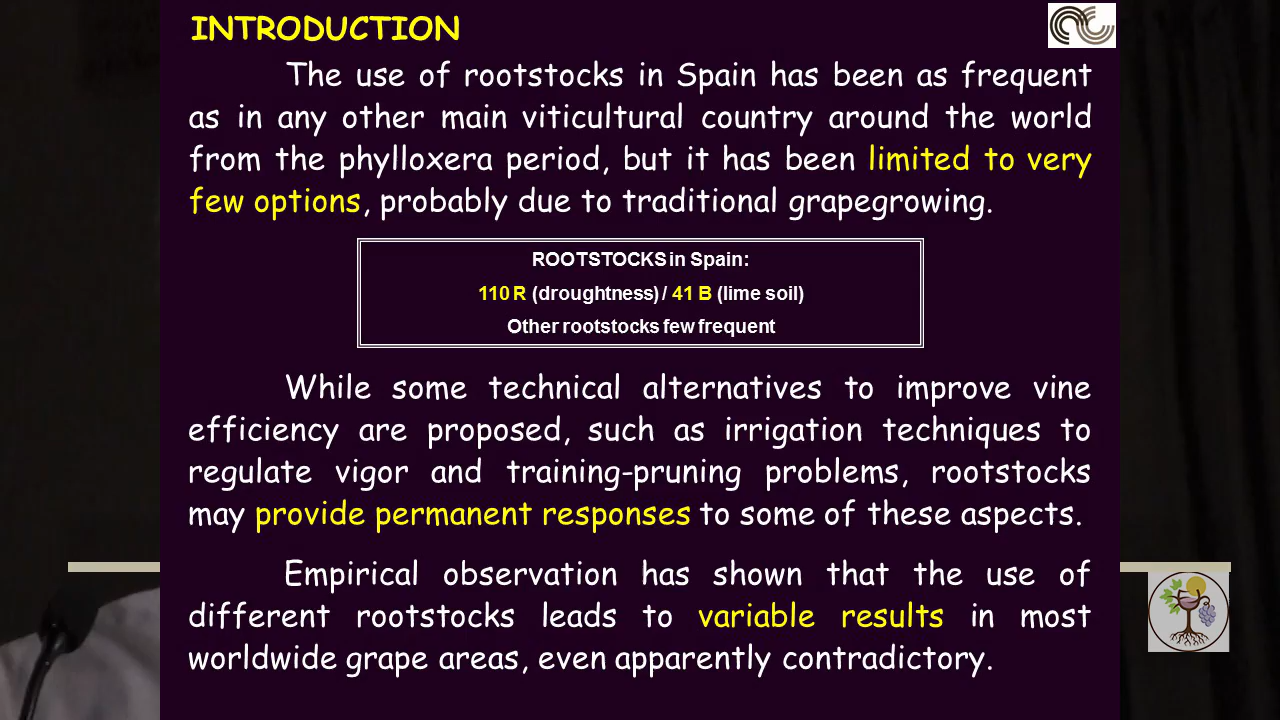 INTRODUCTION
The use of rootstocks in Spain has been as frequent
as in any other main viticultural country around the world
from the phylloxera period, but it has been limited to very
few options, probably due to traditional grapegrowing.
ROOTSTOCKS in Spain:
110 R (droughtness) / 41 B (lime soil)
Other rootstocks few frequent
While some technical alternatives to improve vine
efficiency are proposed, such as irrigation techniques to
regulate vigor and training-pruning problems, rootstocks
may provide permanent responses to some of these aspects.
Empirical observation has shown that the use of
different rootstocks leads to variable results in most
worldwide grape areas, even apparently contradictory.